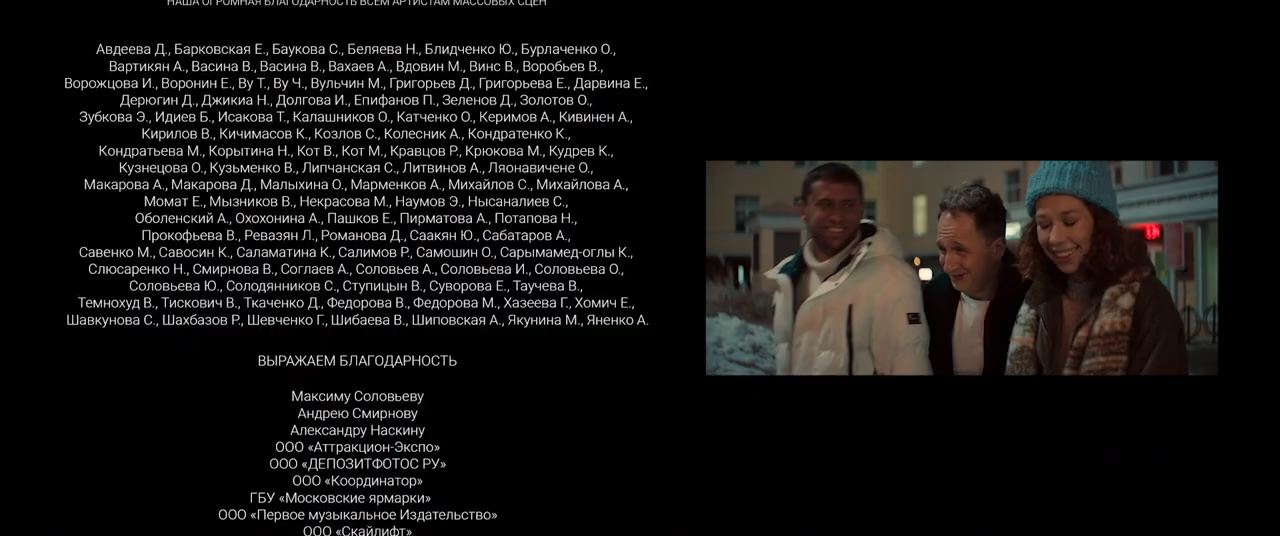 НАША ОГРОМНАЯ БЛАГОДАРНОСТЬ ВСЕМ АРТИСТАМ МАССОВЫХ СЦЕН
Авдеева Д., Барковская Е., Баукова С., Беляева Н., Блидченко Ю., Бурлаченко О.,
Вартикян А., Васина В., Васина В., Вахаев А., Вдовин М., Винс В., Воробьев В.,
Ворожцова И., Воронин Е., Ву Т., Ву Ч., Вульчин М., Григорьев Д., Григорьева Е., Дарвина Е.,
Дерюгин Д., Джикиа Н., Долгова И., Епифанов П., Зеленов Д., Золотов О.,
Зубкова Э., Идиев Б., Исакова Т., Калашников О., Катченко О., Керимов А., Кивинен А.,
Кирилов В., Кичимасов К., Козлов С., Колесник А., Кондратенко К.,
Кондратьева М., Корытина Н., Кот В., Кот М., Кравцов Р., Крюкова М., Кудрев К.,
Кузнецова О., Кузьменко В., Липчанская С., Литвинов А., Ляонавичене О.,
Макарова А., Макарова Д., Малыхина О., Марменков А., Михайлов С., Михайлова А.,
Момат Е., Мызников В., Некрасова М., Наумов Э., Нысаналиев С.,
Оболенский А., Охохонина А., Пашков Е., Пирматова А., Потапова Н.,
Прокофьева В., Ревазян Л., Романова Д., Саакян Ю., Сабатаров А.,
Савенко М., Савосин К., Саламатина К., Салимов Р., Самошин О., Сарымамед-оглы К.,
Слюсаренко Н., Смирнова В., Соглаев А., Соловьев А., Соловьева И., Соловьева О.,
Соловьева Ю., Солодянников С., Ступицын В., Суворова Е., Таучева В.,
Темнохуд В., Тискович В., Ткаченко Д., Федорова В., Федорова М., Хазеева Г., Хомич Е.,
Шавкунова С., Шахбазов Р., Шевченко Г., Шибаева В., Шиповская А., Якунина М., Яненко А.
ВЫРАЖАЕМ БЛАГОДАРНОСТЬ
Максиму Соловьеву
Андрею Смирнову
Александру Наскину
ООО «Аттракцион-Экспо»
ООО «ДЕПОЗИТФОТОС РУ»
ООО «Координатор»
ГБУ «Московские ярмарки»
ООО «Первое музыкальное Издательство»
ООО «Скайлифт»